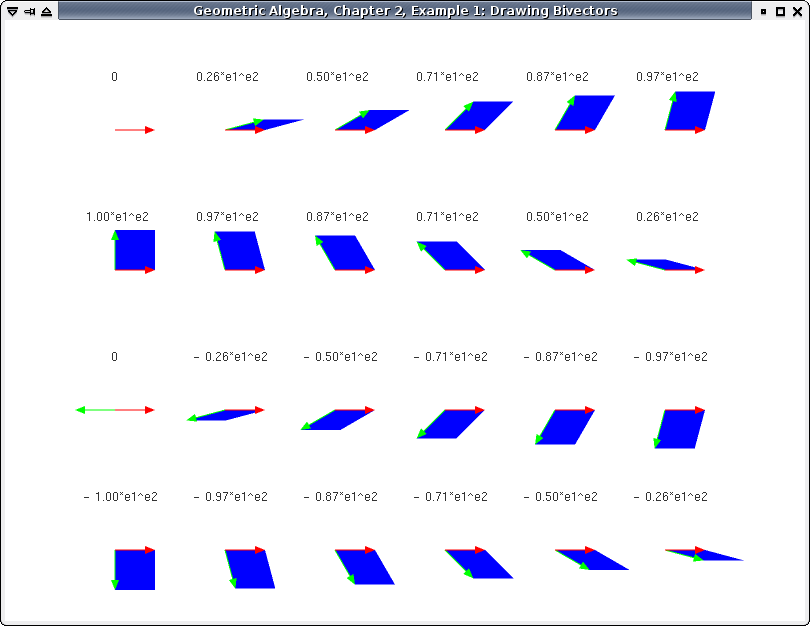 Geometric Algebra, Chapter 2, Example 1: Drawing Bivectors
0 0.26*e1^e2 0.50*e1^e2 0.71*e1^e2 0.87*e1^e2 0.97*e1^e2
1.00*e1^e2 0.97*e1^e2 0.87*e1^e2 0.71*e1^e2 0.50*e1^e2 0.26*e1^e2
0 - 0.26*e1^e2 - 0.50*e1^e2 - 0.71*e1^e2 - 0.87*e1^e2 - 0.97*e1^e2
- 1.00*e1^e2 - 0.97*e1^e2 - 0.87*e1^e2 - 0.71*e1^e2 - 0.50*e1^e2 - 0.26*e1^e2